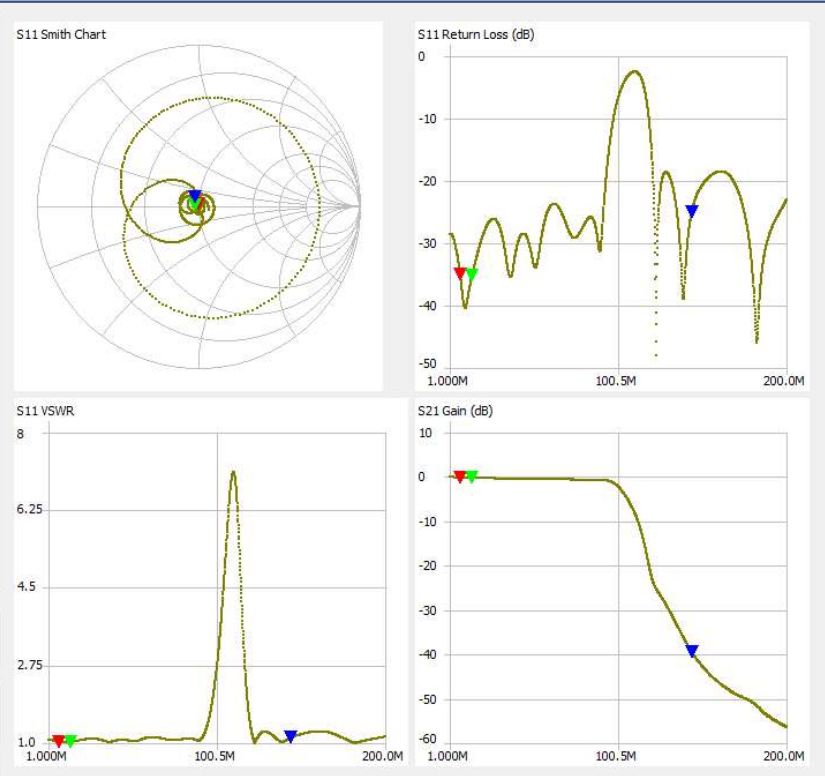 S11 Smith Chart
S11 Return Loss (dB)
0
-10
-20
-30
-40
-50
1.000M 100.5M 200.0M
S11 VSWR
8
6.25
4.5
2.75
1.0
1.000M 100.5M 200.0M
S21 Gain (dB)
10
0
-10
-20
-30
-40
-50
-60
1.000M 100.5M 200.0M